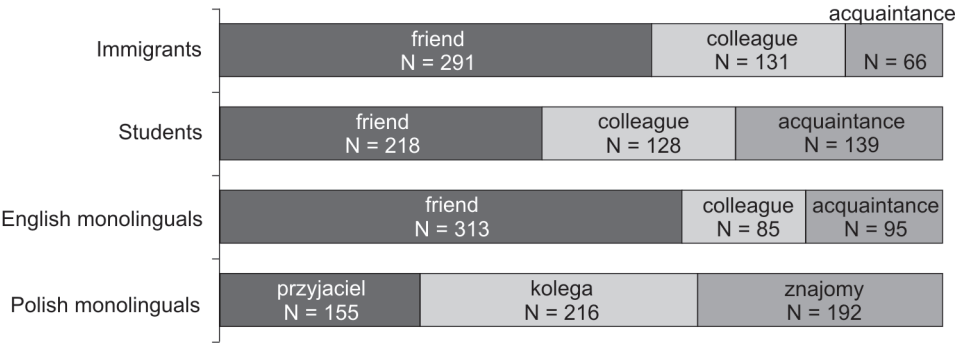 acquaintance
Immigrants
friend
N = 291
colleague
N = 131
N = 66
Students
friend
N = 218
colleague
N = 128
acquaintance
N = 139
English monolinguals
friend
N = 313
colleague
N = 85
acquaintance
N = 95
Polish monolinguals
przyjaciel
N = 155
kolega
N = 216
znajomy
N = 192